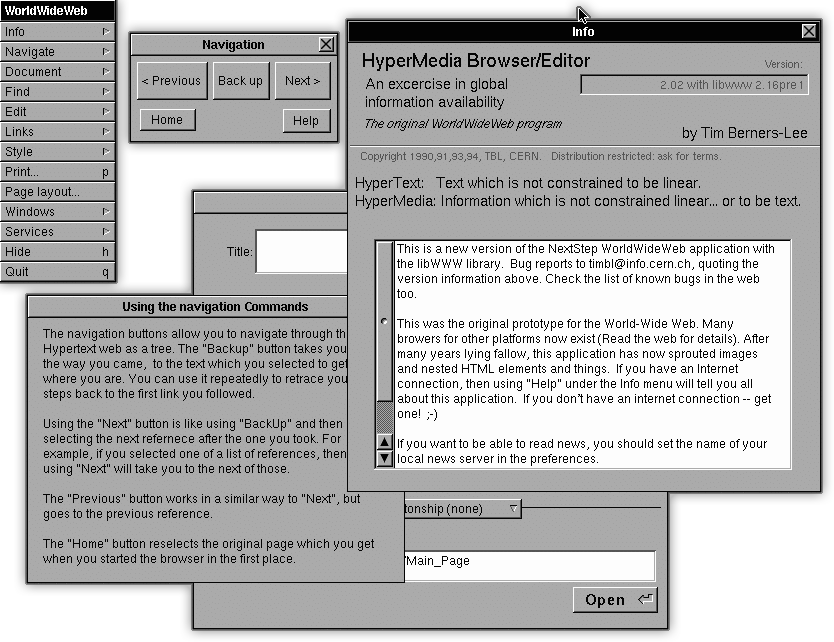 WorldWideWeb
Info
Navigate
Document
Find
Edit
Links
Style
Print... p
Page layout...
Windows
Services
Hide h
Quit q
Navigation
< Previous
Back up
Next >
Home
Help
Info
HyperMedia Browser/Editor
Version:
An excercise in global
information availability
2.02 with libwww 2.16pre1
The original WorldWideWeb program
by Tim Berners-Lee
Copyright 1990,91,93,94, TBL, CERN. Distribution restricted: ask for terms.
HyperText: Text which is not constrained to be linear.
HyperMedia: Information which is not constrained linear... or to be text.
This is a new version of the NextStep WorldWideWeb application with
the libWWW library. Bug reports to timbl@info.cern.ch, quoting the
version information above. Check the list of known bugs in the web
too.
This was the original prototype for the World-Wide Web. Many
browers for other platforms now exist (Read the web for details). After
many years lying fallow, this application has now sprouted images
and nested HTML elements and things. If you have an Internet
connection, then using "Help" under the Info menu will tell you all
about this application. If you don't have an internet connection -- get
one! ;-)
If you want to be able to read news, you should set the name of your
local news server in the preferences.
Title:
Using the navigation Commands
The navigation buttons allow you to navigate through th
Hypertext web as a tree. The "Backup" button takes you
the way you came, to the text which you selected to get
where you are. You can use it repeatedly to retrace you
steps back to the first link you followed.
Using the "Next" button is like using "BackUp" and then
selecting the next refernece after the one you took. For
example, if you selected one of a list of references, then
using "Next" will take you to the next of those.
The "Previous" button works in a similar way to "Next", but
goes to the previous reference.
The "Home" button reselects the original page which you get
when you started the browser in the first place.
tonship (none)
/Main_Page
Open